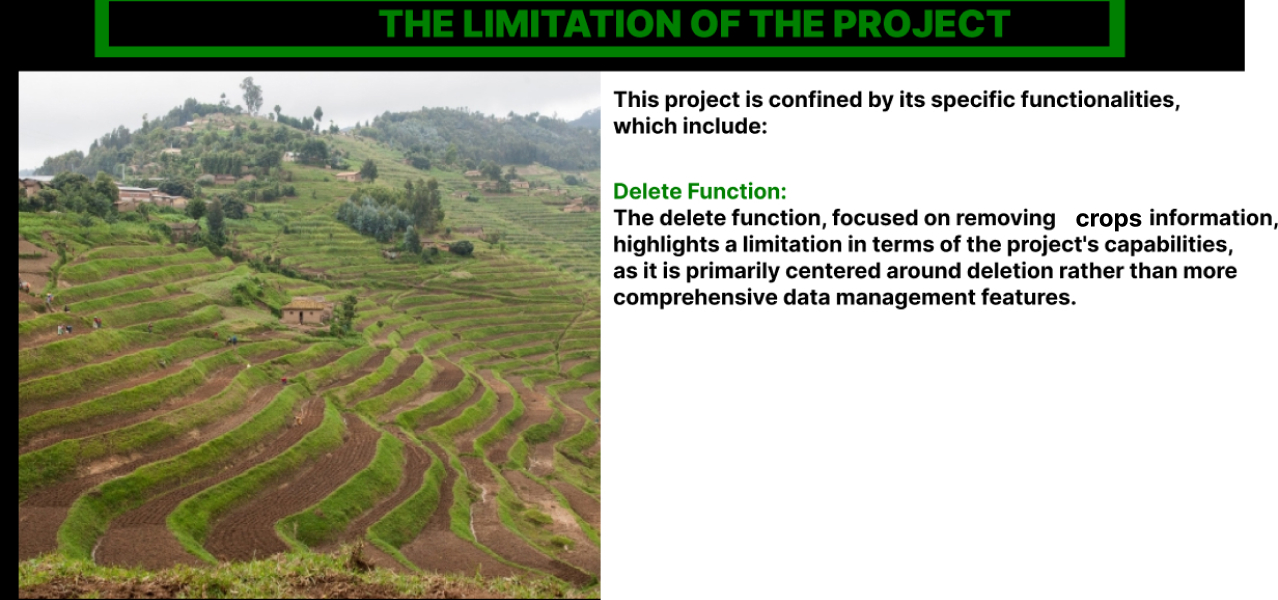 THE LIMITATION OF THE PROJECT
This project is confined by its specific functionalities,
which include:
Delete Function:
The delete function, focused on removing crops information,
highlights a limitation in terms of the project's capabilities,
as it is primarily centered around deletion rather than more
comprehensive data management features.